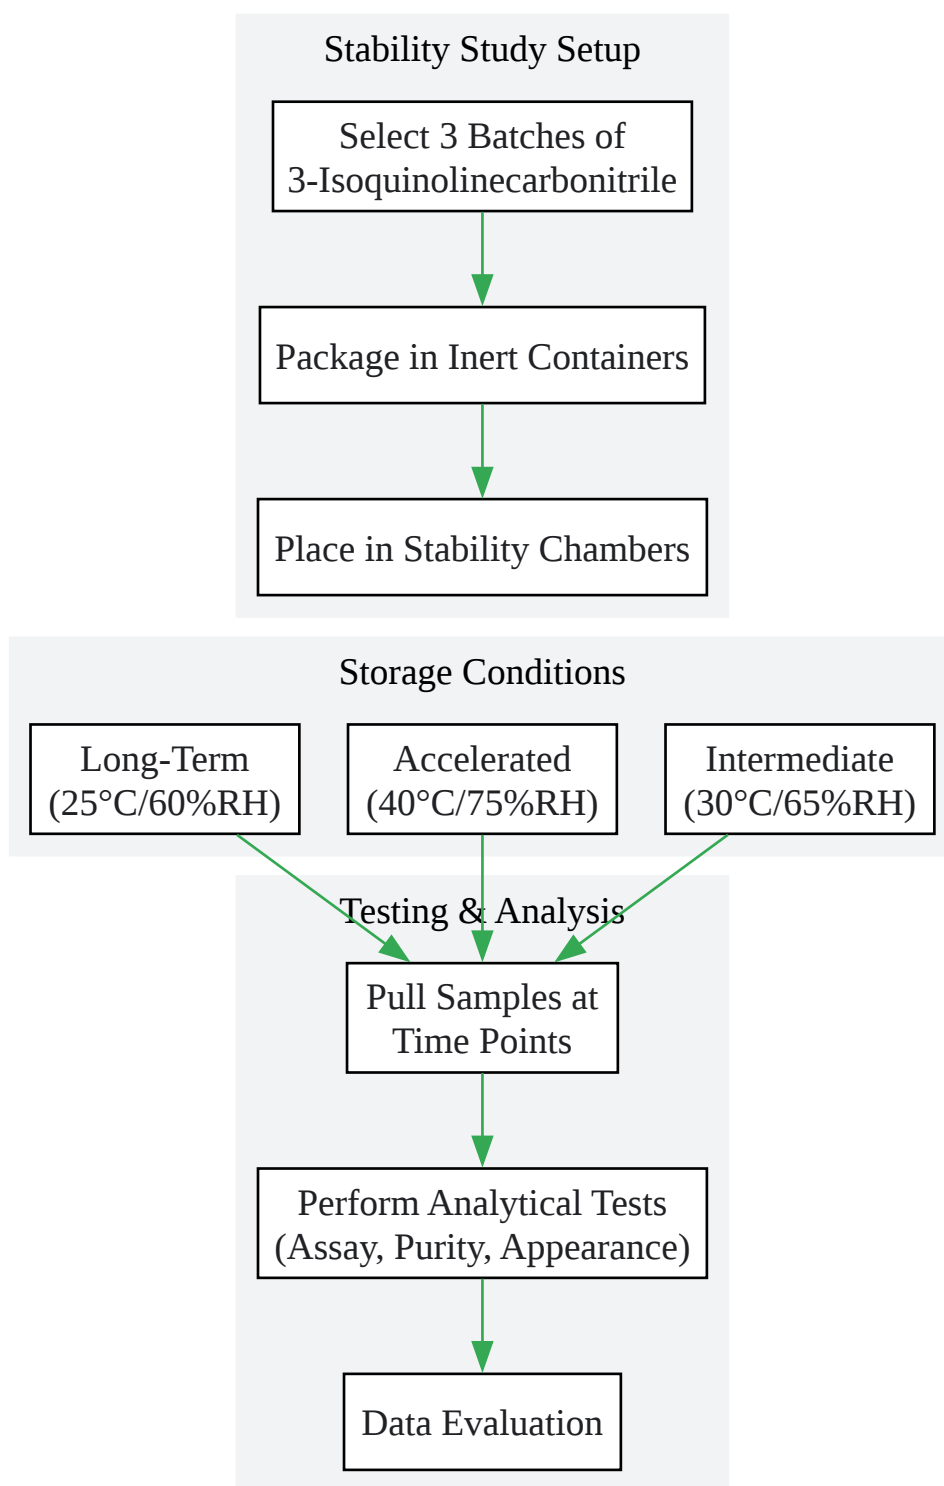 Stability Study Setup
Select 3 Batches of
3-Isoquinolinecarbonitrile
Package in Inert Containers
Place in Stability Chambers
Storage Conditions
Long-Term
(25°C/60%RH)
Accelerated
(40°C/75%RH)
Intermediate
(30°C/65%RH)
Testing & Analysis
Pull Samples at
Time Points
Perform Analytical Tests
(Assay, Purity, Appearance)
Data Evaluation